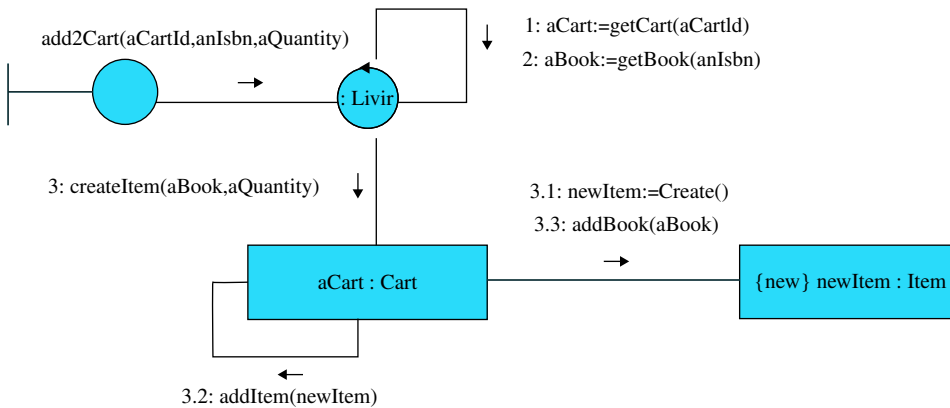 add2Cart(aCartId,anIsbn,aQuantity)
1: aCart:=getCart(aCartId)
2: aBook:=getBook(anIsbn)
: Livir
3: createItem(aBook,aQuantity)
3.1: newItem:=Create()
3.3: addBook(aBook)
aCart : Cart
{new} newItem : Item
3.2: addItem(newItem)